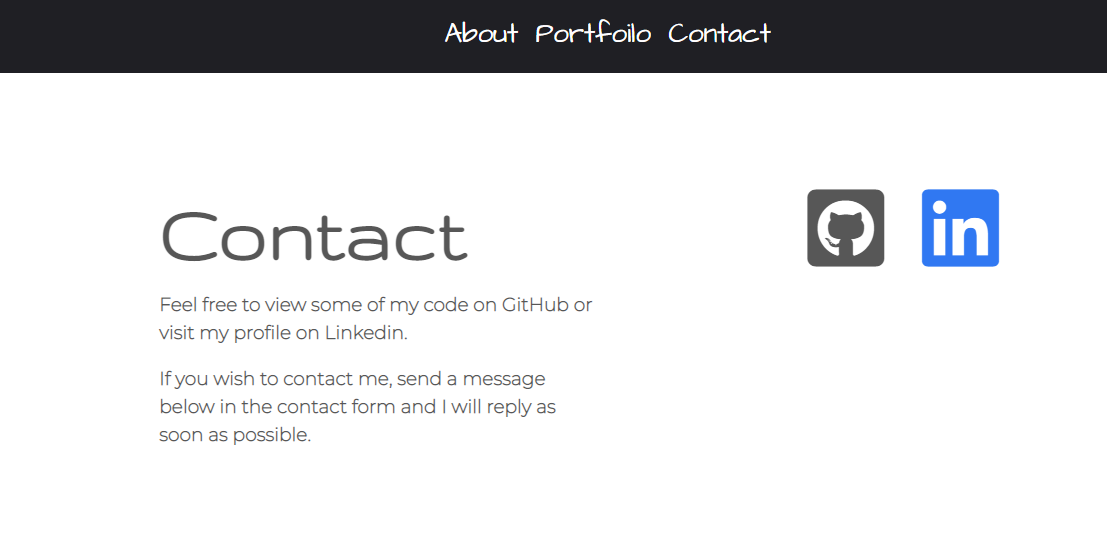 About Portfoilo Contact
Contact
in
Feel free to view some of my code on GitHub or
visit my profile on Linkedin.
If you wish to contact me, send a message
below in the contact form and I will reply as
soon as possible.